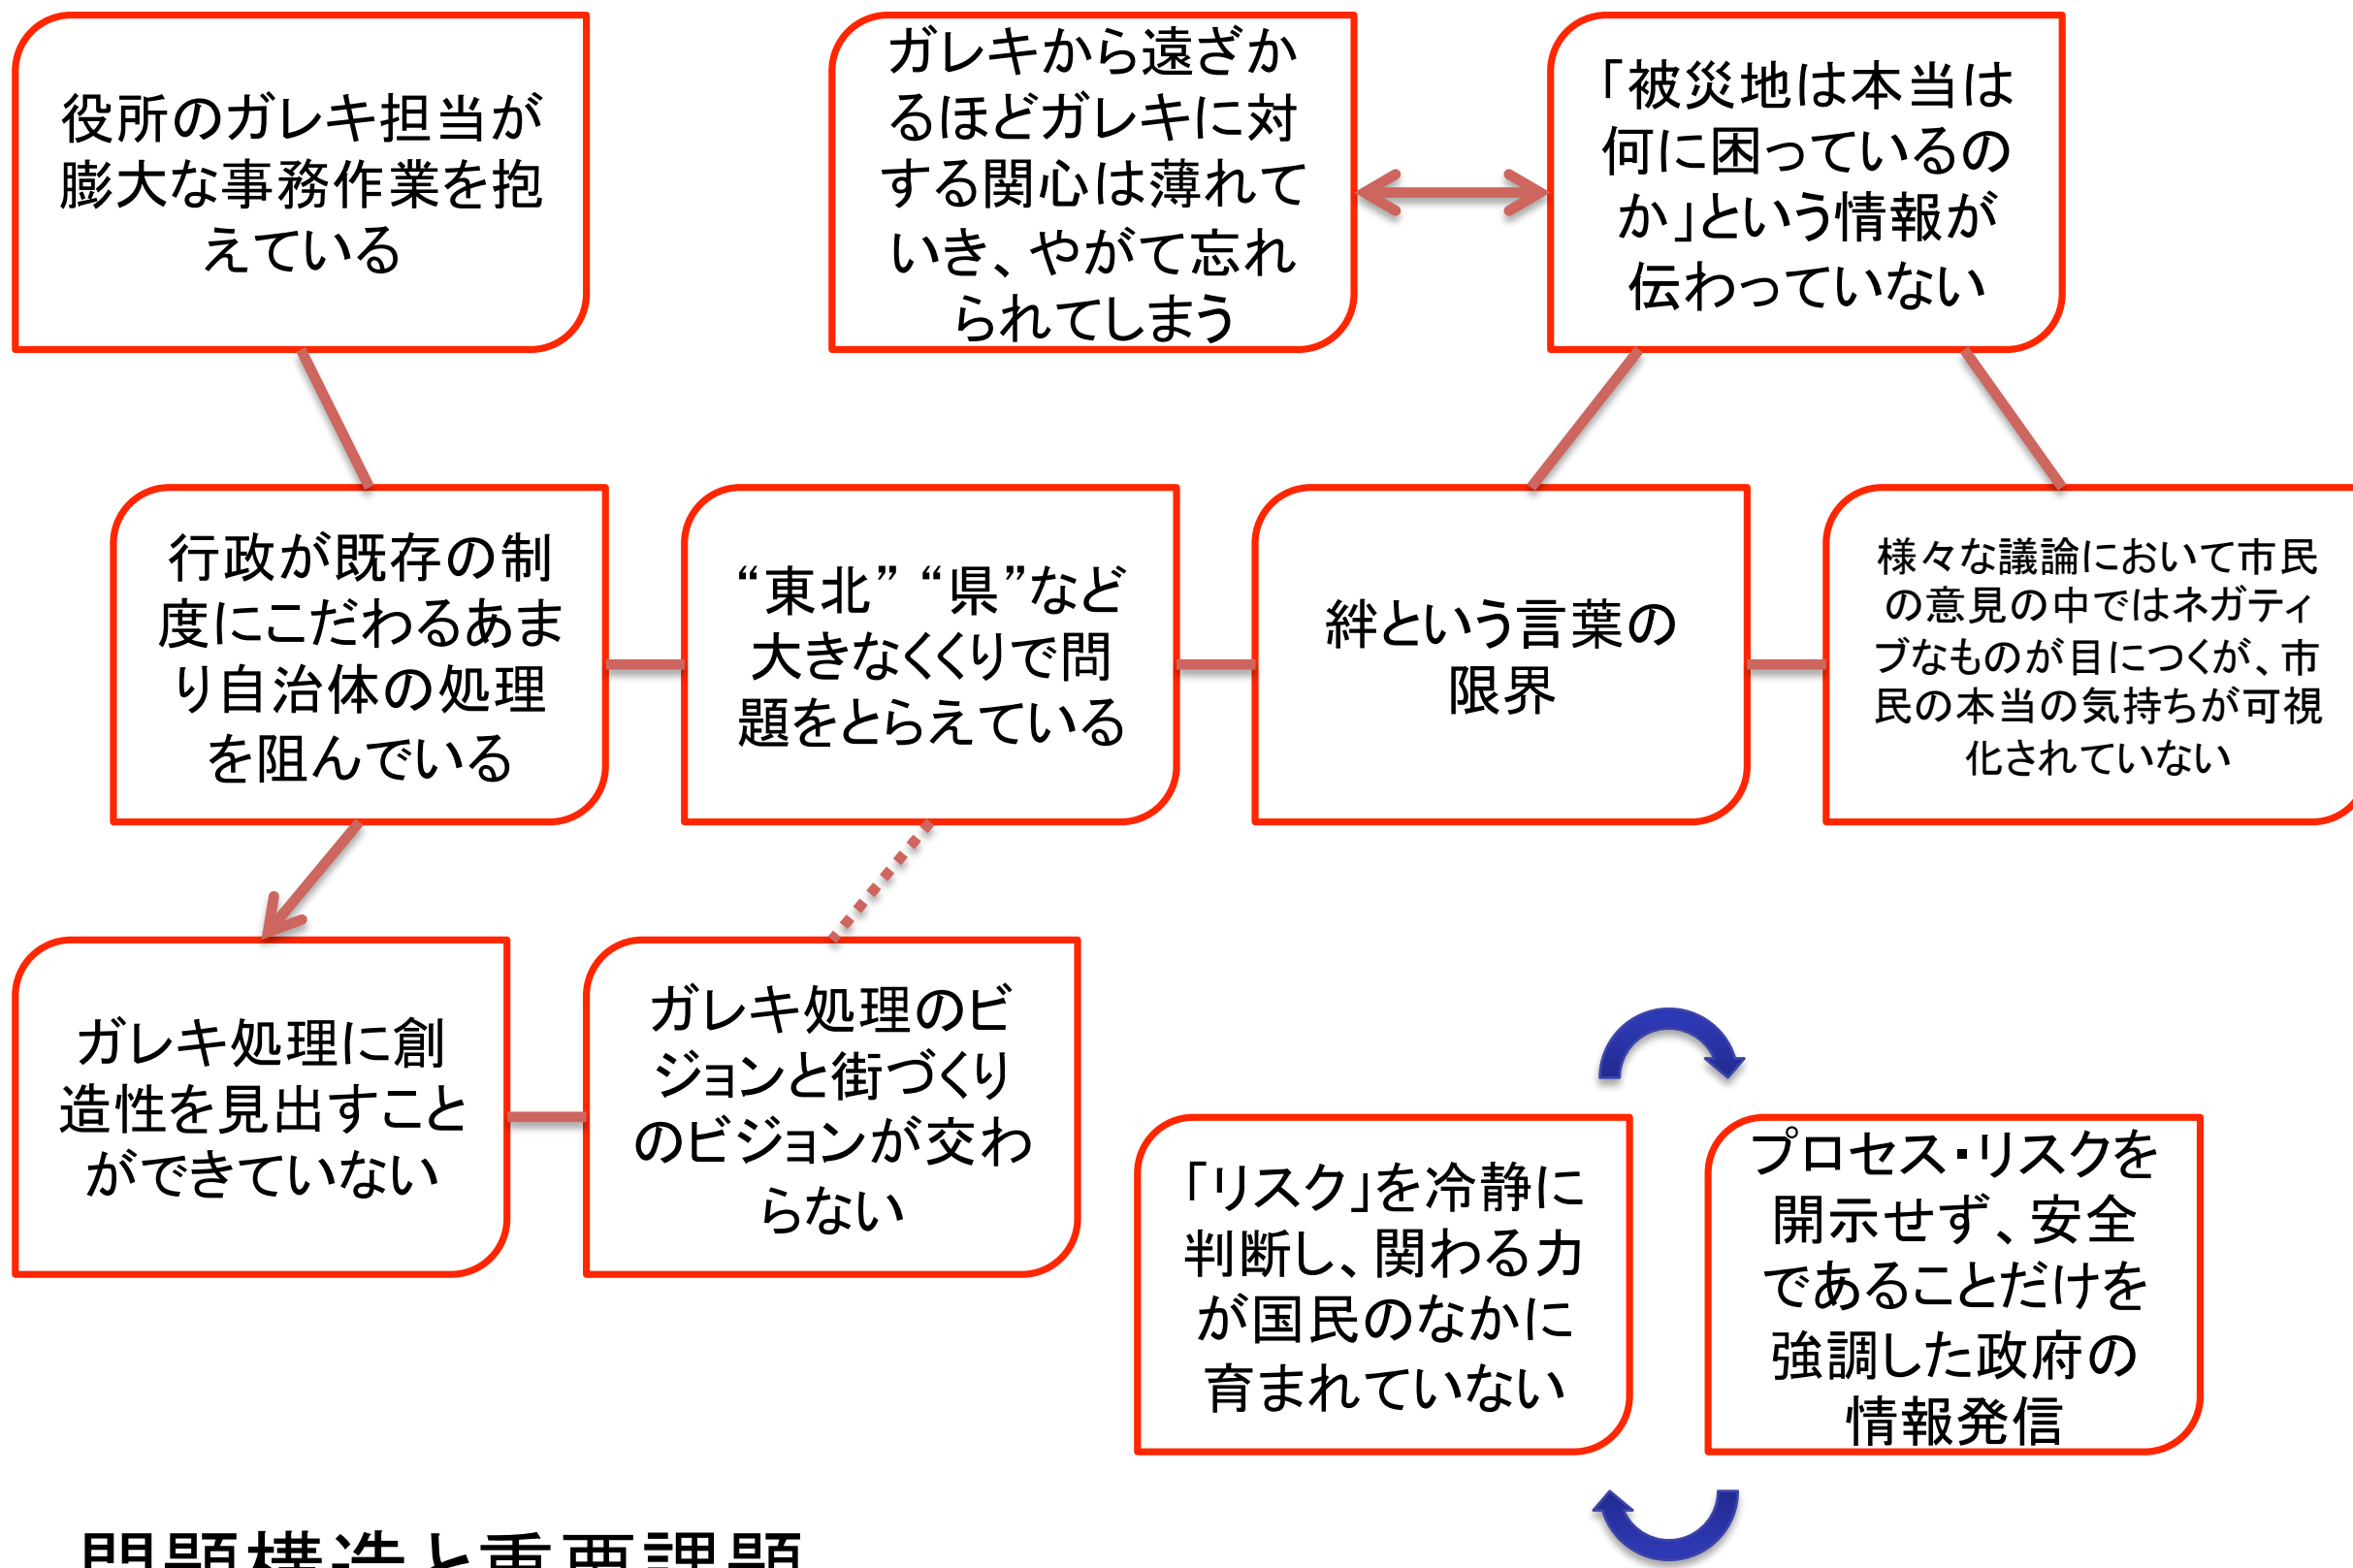 役所のガレキ担当が
膨大な事務作業を抱
えている
ガレキから遠ざか
るほどガレキに対
する関心は薄れて
いき、やがて忘れ
られてしまう
「被災地は本当は
何に困っているの
か」という情報が
伝わっていない
行政が既存の制
度にこだわるあま
り自治体の処理
を阻んでいる
“東北” “県”など
大きなくくりで問
題をとらえている
絆という言葉の
限界
様々な議論において市民
の意見の中ではネガティ
ブなものが目につくが、市
民の本当の気持ちが可視
化されていない
ガレキ処理に創
造性を見出すこと
ができていない
ガレキ処理のビ
ジョンと街づくり
のビジョンが交わ
らない
「リスク」を冷静に
判断し、関わる力
が国民のなかに
育まれていない
プロセス・リスクを
開示せず、安全
であることだけを
強調した政府の
情報発信
問題構造と重要課題